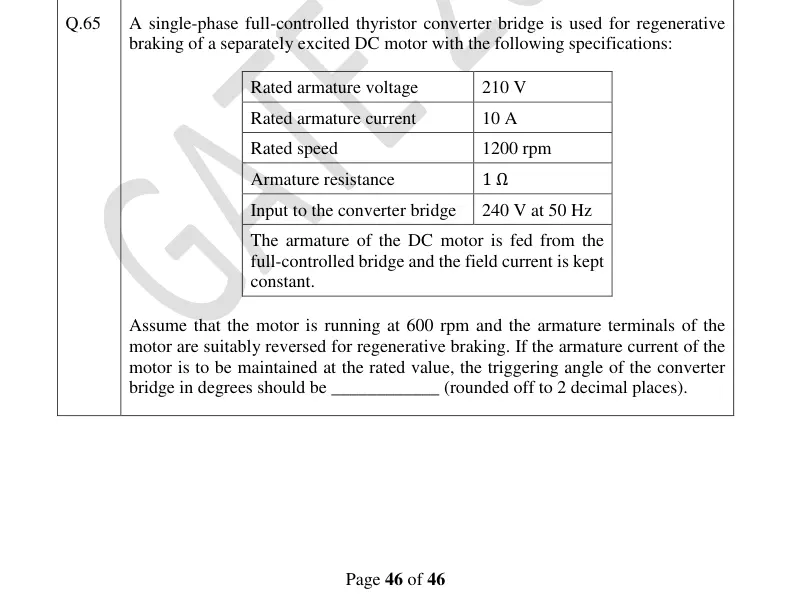 Q.65 A single-phase full-controlled thyristor converter bridge is used for regenerative
braking of a separately excited DC motor with the following specifications:
Rated armature voltage 210 V
Rated armature current 10 A
Rated speed 1200 rpm
Armature resistance 1 Ω
Input to the converter bridge 240 V at 50 Hz
The armature of the DC motor is fed from the
full-controlled bridge and the field current is kept
constant.
Assume that the motor is running at 600 rpm and the armature terminals of the
motor are suitably reversed for regenerative braking. If the armature current of the
motor is to be maintained at the rated value, the triggering angle of the converter
bridge in degrees should be ____________ (rounded off to 2 decimal places).
Page 46 of 46